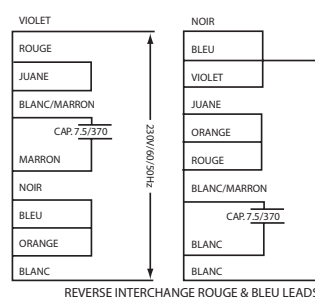 VIOLET
ROUGE
JUANE
BLANC/MARRON
CAP. 7.5/370
MARRON
NOIR
BLEU
ORANGE
BLANC
230V/60/50Hz
NOIR
BLEU
VIOLET
JUANE
ORANGE
ROUGE
BLANC/MARRON
CAP. 7.5/370
BLANC
BLANC
REVERSE INTERCHANGE ROUGE & BLEU LEADS